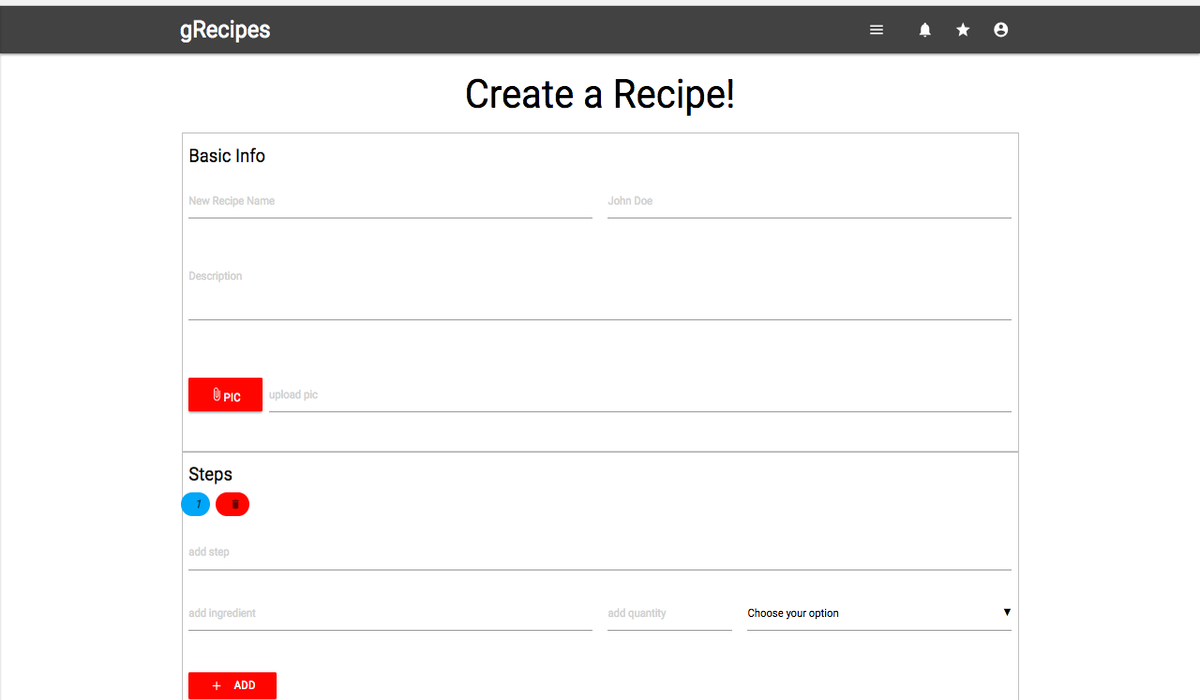 gRecipes
Create a Recipe!
Basic Info
New Recipe Name John Doe
Description
PIC upload pic
Steps
1
add step
add ingredient add quantity Choose your option
+ ADD